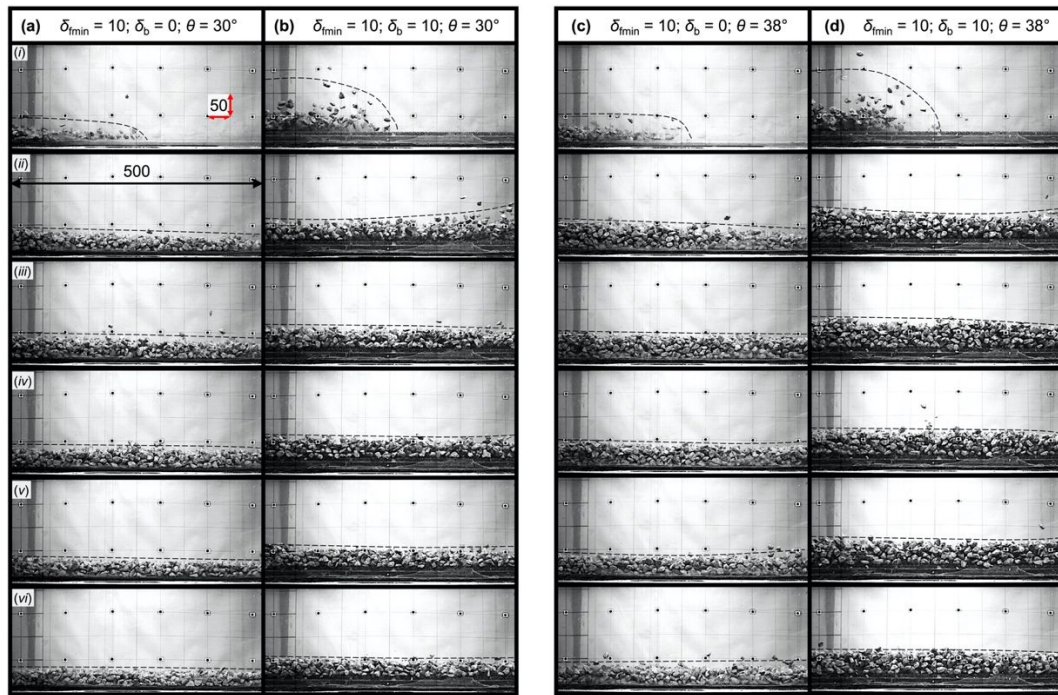 (a) δfmin = 10; δb = 0; θ = 30°
(b) δfmin = 10; δb = 10; θ = 30°
(c) δfmin = 10; δb = 0; θ = 38°
(d) δfmin = 10; δb = 10; θ = 38°
(i)
50
(ii)
500
(iii)
(iv)
(v)
(vi)